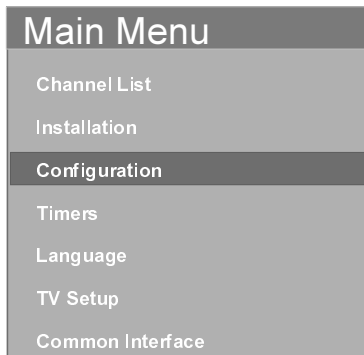 Main Menu
Channel List
Installation
Configuration
Timers
Language
TV Setup
Common Interface